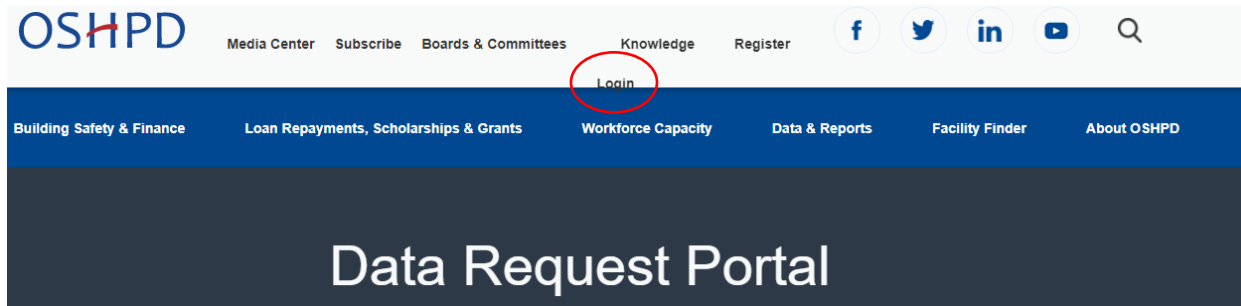 OSHPD
Media Center Subscribe Boards & Committees Knowledge Register
Login
Building Safety & Finance Loan Repayments, Scholarships & Grants Workforce Capacity Data & Reports Facility Finder About OSHPD
Data Request Portal